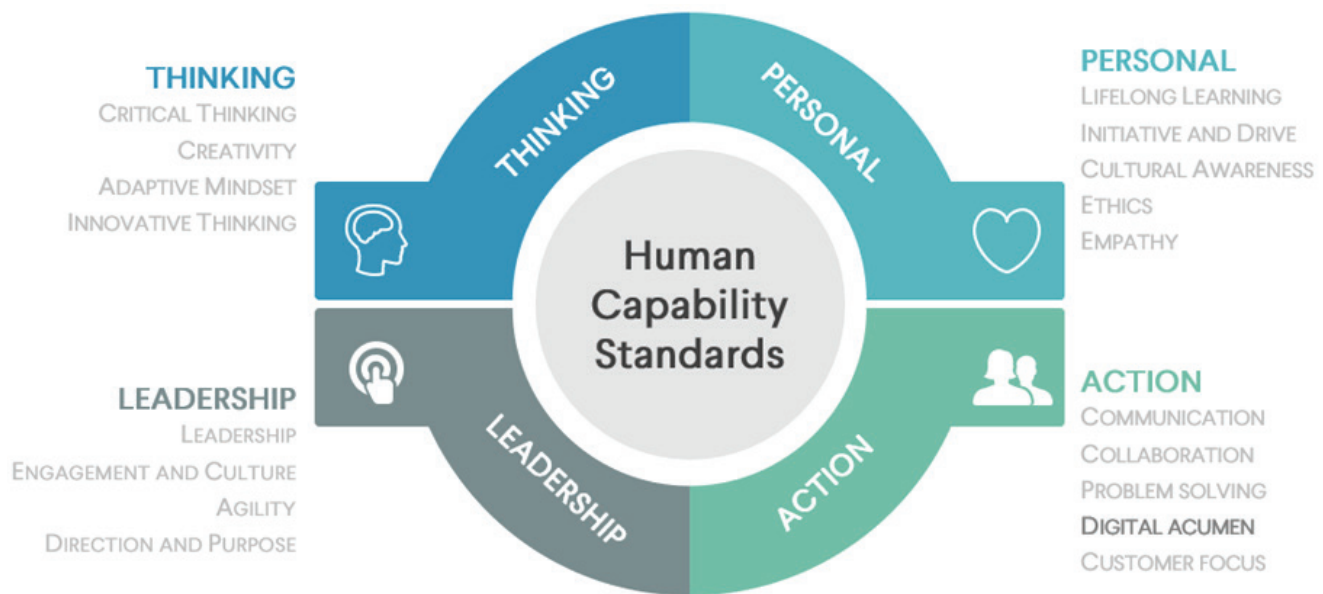 THINKING
CRITICAL THINKING
CREATIVITY
ADAPTIVE MINDSET
INNOVATIVE THINKING
THINKING
PERSONAL
PERSONAL
LIFELONG LEARNING
INITIATIVE AND DRIVE
CULTURAL AWARENESS
ETHICS
EMPATHY
Human
Capability
Standards
LEADERSHIP
LEADERSHIP
ENGAGEMENT AND CULTURE
AGILITY
DIRECTION AND PURPOSE
LEADERSHIP
ACTION
ACTION
COMMUNICATION
COLLABORATION
PROBLEM SOLVING
DIGITAL ACUMEN
CUSTOMER FOCUS